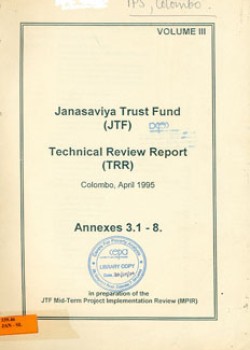 IPS, Colombo.
VOLUME III
Janasaviya Trust Fund
(JTF)
Technical Review Report
(TRR)
Colombo, April 1995
Annexes 3.1 - 8.
cepa
LIBRARY COPY
in preparation of the
JTF Mid-Term Project Implementation Review (MPIR)